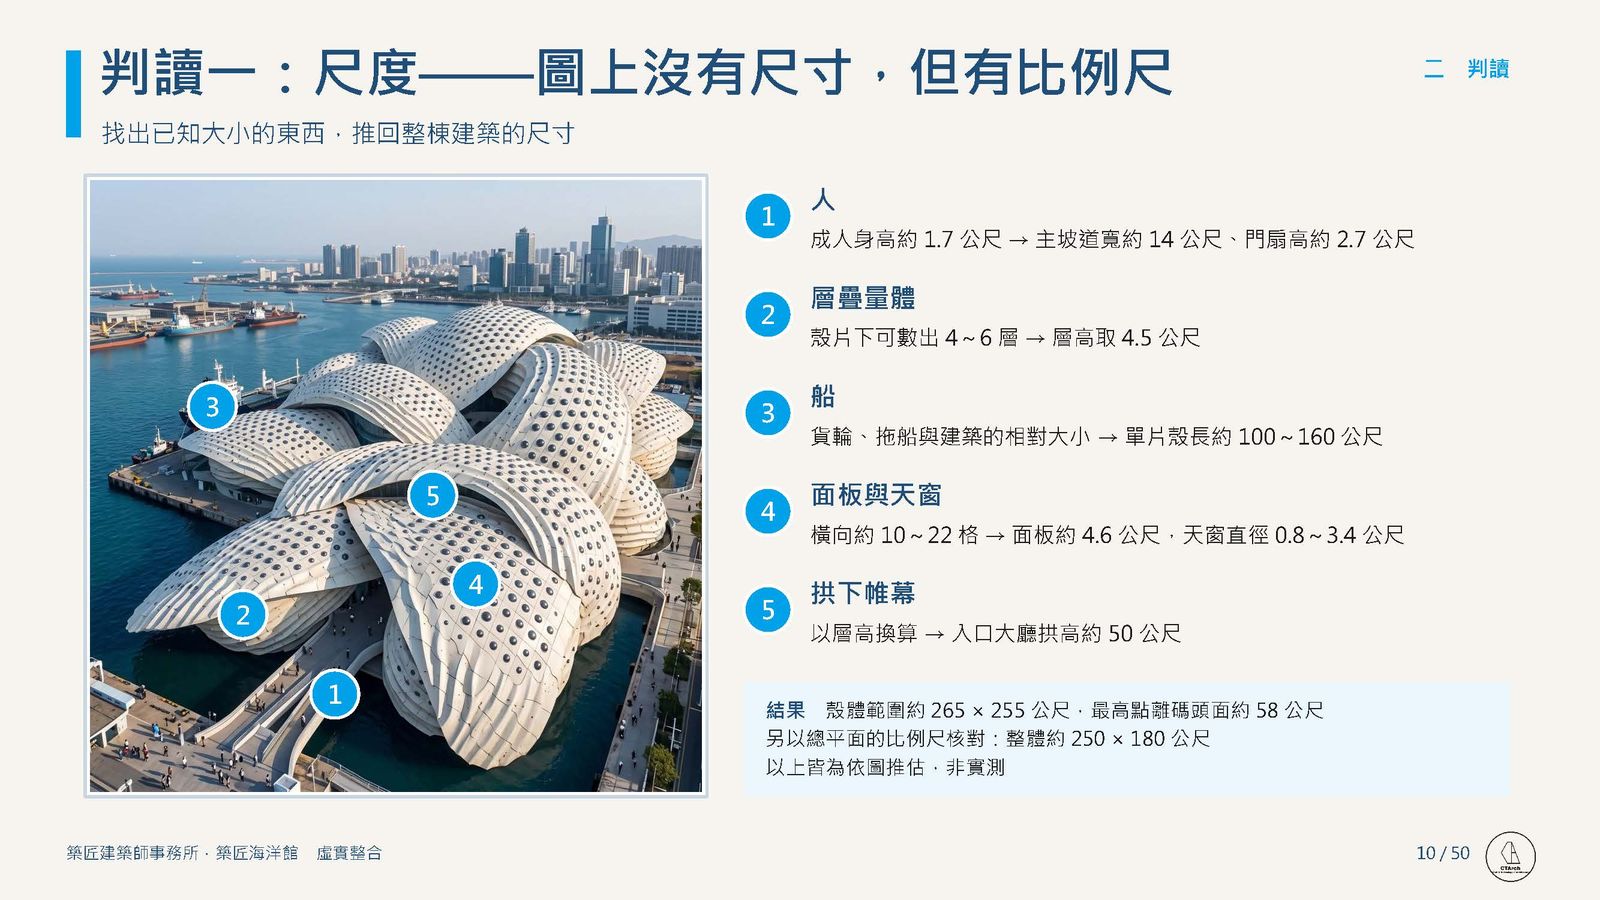 判讀一：尺度——圖上沒有尺寸，但有比例尺
二　判讀
找出已知大小的東西，推回整棟建築的尺寸
1
人
成人身高約 1.7 公尺 → 主坡道寬約 14 公尺、門扇高約 2.7 公尺
2
層疊量體
殼片下可數出 4～6 層 → 層高取 4.5 公尺
3
船
貨輪、拖船與建築的相對大小 → 單片殼長約 100～160 公尺
4
面板與天窗
橫向約 10～22 格 → 面板約 4.6 公尺，天窗直徑 0.8～3.4 公尺
5
拱下帷幕
以層高換算 → 入口大廳拱高約 50 公尺
3
5
4
2
1
結果　殼體範圍約 265 × 255 公尺，最高點離碼頭面約 58 公尺
另以總平面的比例尺核對：整體約 250 × 180 公尺
以上皆為依圖推估，非實測
築匠建築師事務所．築匠海洋館　虛實整合
10 / 50
CTArch